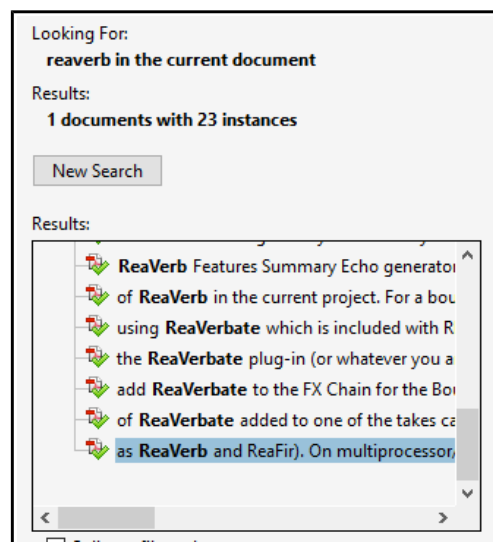 Looking For:
reaverb in the current document
Results:
1 documents with 23 instances
New Search
Results:
ReaVerb Features Summary Echo generator
of ReaVerb in the current project. For a bou
using ReaVerbate which is included with R
the ReaVerbate plug-in (or whatever you a
add ReaVerbate to the FX Chain for the Bou
of ReaVerbate added to one of the takes ca
as ReaVerb and ReaFir). On multiprocessor/